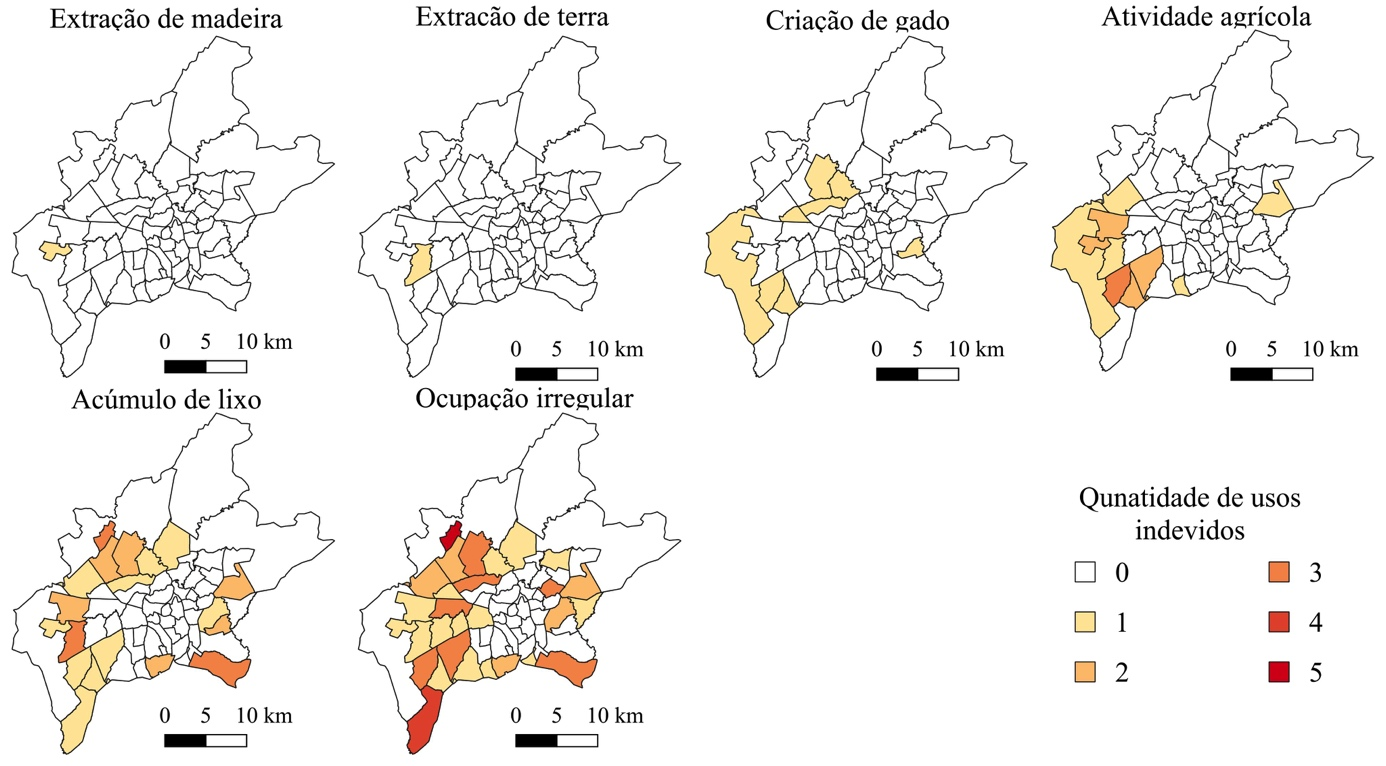 Extração de madeira
Extracão de terra
Criação de gado
Atividade agrícola
0 5 10 km
0 5 10 km
0 5 10 km
0 5 10 km
Acúmulo de lixo
Ocupação irregular
0 5 10 km
0 5 10 km
Qunatidade de usos
indevidos
0
3
1
4
2
5